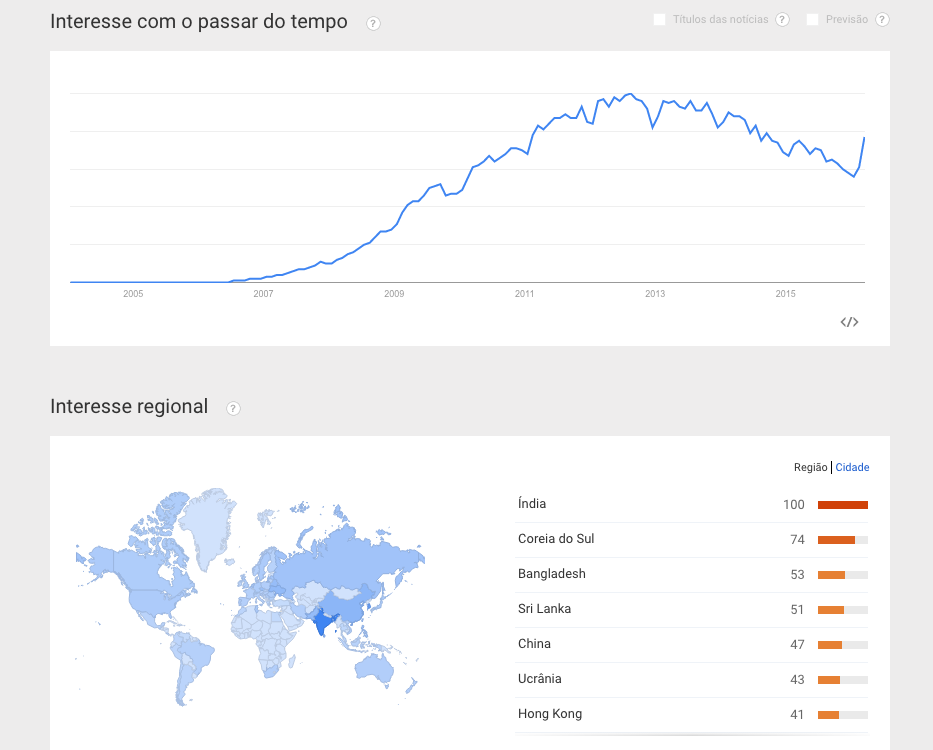 Interesse com o passar do tempo ?
Títulos das notícias ? Previsão ?
2005 2007 2009 2011 2013 2015
</>
Interesse regional ?
Região | Cidade
Índia 100
Coreia do Sul 74
Bangladesh 53
Sri Lanka 51
China 47
Ucrânia 43
Hong Kong 41